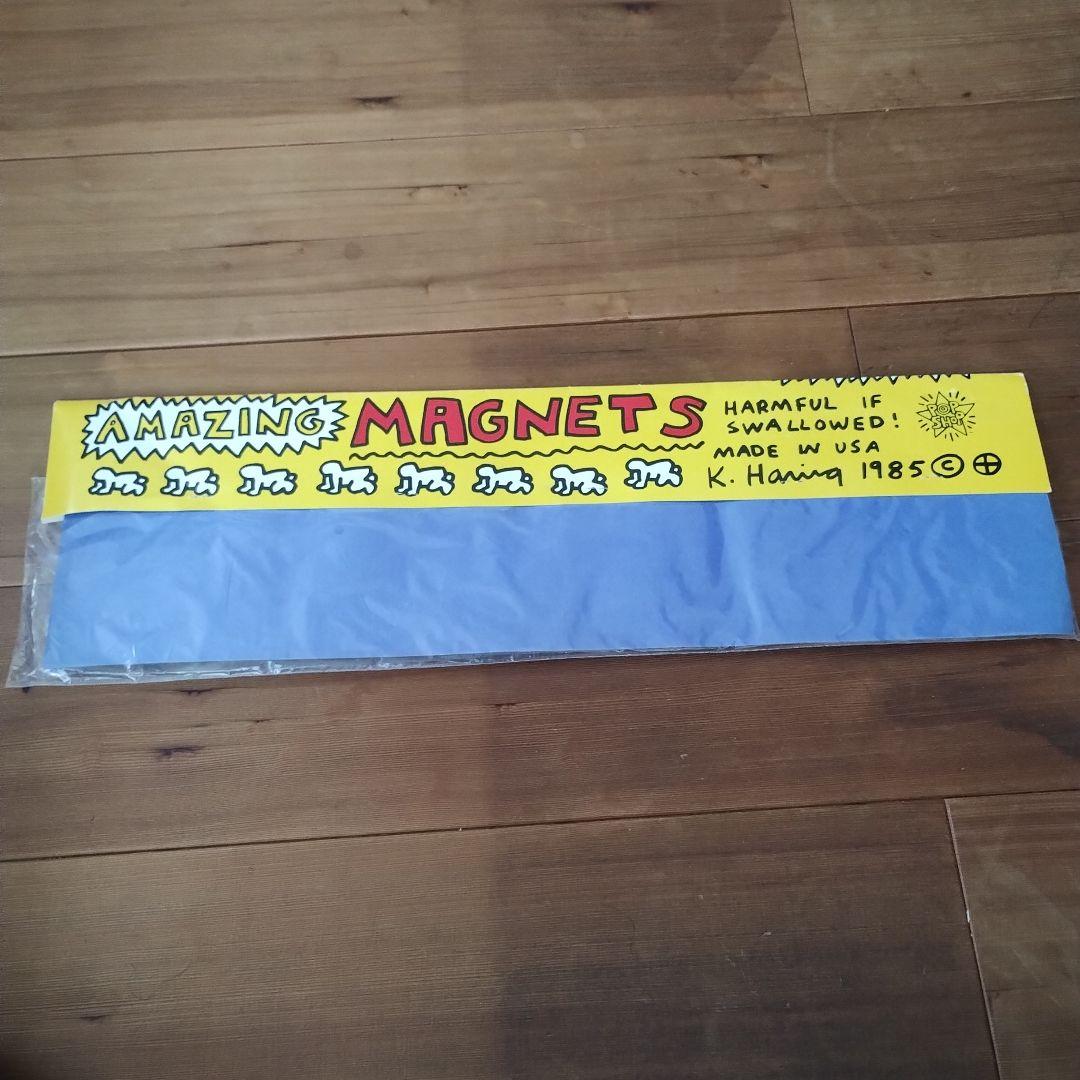 AMAZING MAGNETS
HARMFUL IF
SWALLOWED!
MADE IN USA
K. Haring 1985 ©
POP
SHOP